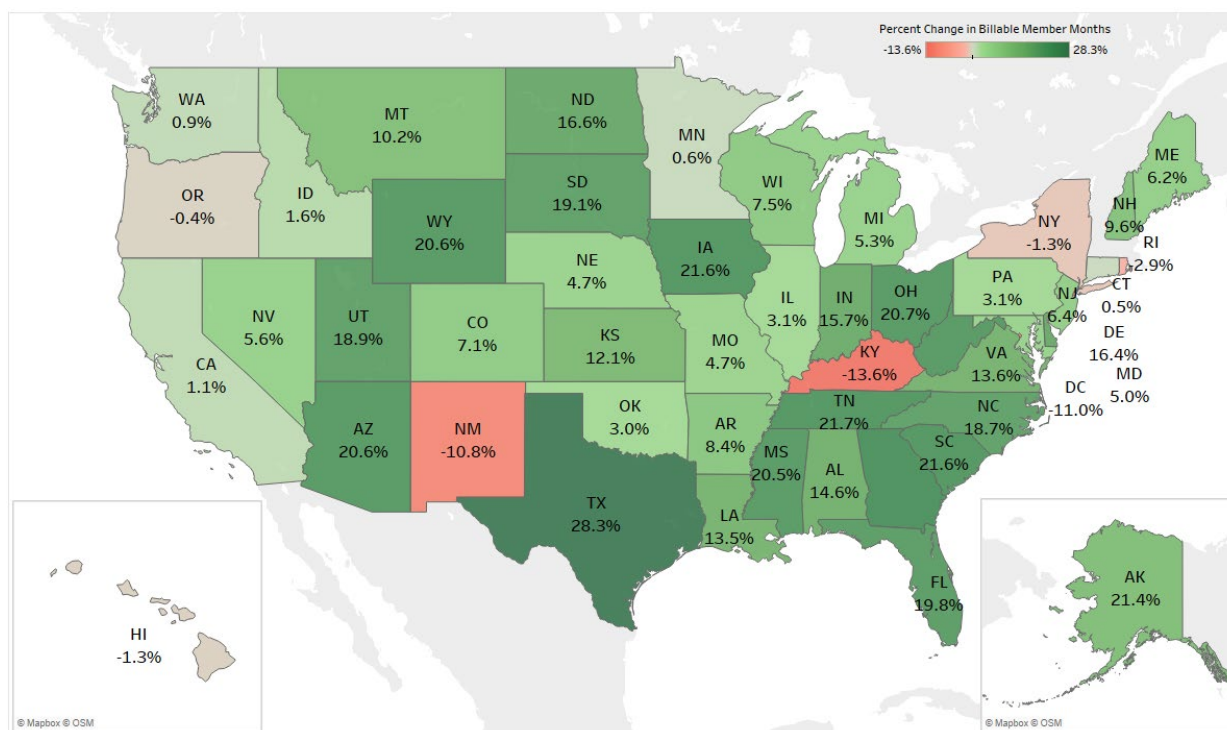 Percent Change in Billable Member Months
-13.6% 28.3%
WA
0.9%
MT
10.2%
ND
16.6%
MN
0.6%
OR
-0.4%
ID
1.6%
WY
20.6%
SD
19.1%
WI
7.5%
MI
5.3%
ME
6.2%
NH
9.6%
NY
-1.3%
RI
-2.9%
CT
0.5%
NE
4.7%
IA
21.6%
IL
3.1%
IN
15.7%
OH
20.7%
PA
3.1%
NJ
6.4%
DE
16.4%
MD
5.0%
DC
-11.0%
NV
5.6%
UT
18.9%
CO
7.1%
KS
12.1%
MO
4.7%
KY
-13.6%
VA
13.6%
CA
1.1%
AZ
20.6%
NM
-10.8%
OK
3.0%
AR
8.4%
TN
21.7%
NC
18.7%
SC
21.6%
MS
20.5%
AL
14.6%
TX
28.3%
LA
13.5%
FL
19.8%
HI
-1.3%
AK
21.4%
© Mapbox © OSM
© Mapbox © OSM